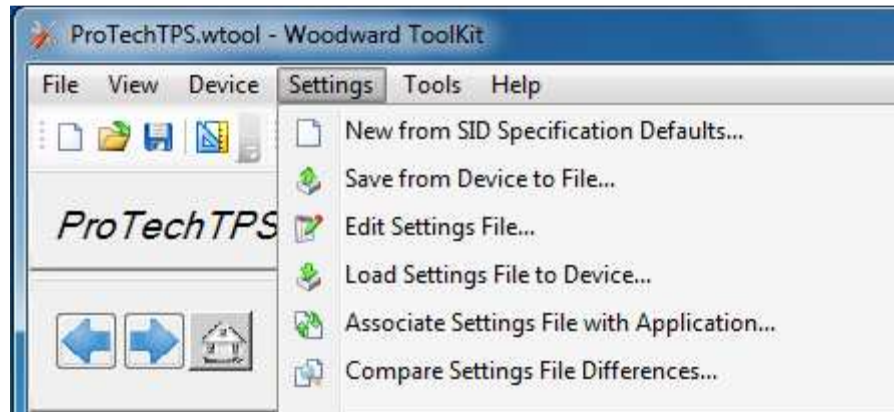 ProTechTPS.wtool - Woodward ToolKit
File View Device Settings Tools Help
New from SID Specification Defaults...
Save from Device to File...
ProTechTPS
Edit Settings File...
Load Settings File to Device...
Associate Settings File with Application...
Compare Settings File Differences...